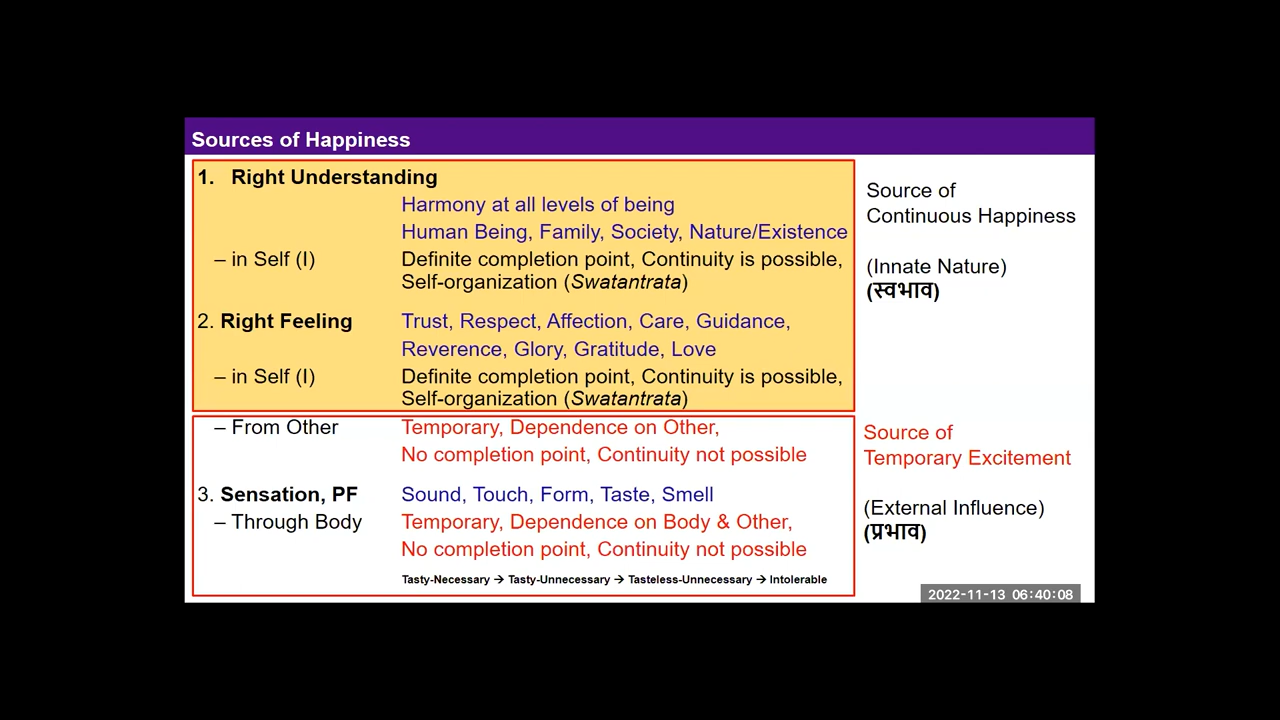 Sources of Happiness
1. Right Understanding
Harmony at all levels of being
Human Being, Family, Society, Nature/Existence
– in Self (I) Definite completion point, Continuity is possible,
Self-organization (Swatantrata)
2. Right Feeling Trust, Respect, Affection, Care, Guidance,
Reverence, Glory, Gratitude, Love
– in Self (I) Definite completion point, Continuity is possible,
Self-organization (Swatantrata)
Source of
Continuous Happiness
(Innate Nature)
(स्वभाव)
– From Other Temporary, Dependence on Other,
No completion point, Continuity not possible
3. Sensation, PF Sound, Touch, Form, Taste, Smell
– Through Body Temporary, Dependence on Body & Other,
No completion point, Continuity not possible
Tasty-Necessary → Tasty-Unnecessary → Tasteless-Unnecessary → Intolerable
Source of
Temporary Excitement
(External Influence)
(प्रभाव)
2022-11-13 06:40:08